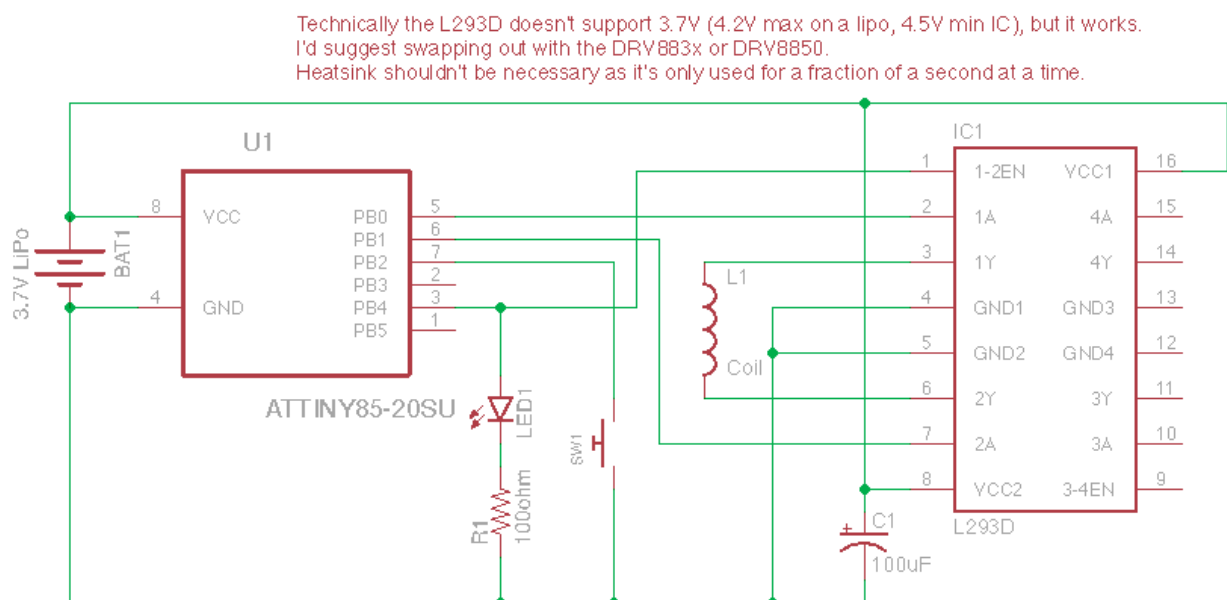 Technically the L293D doesn't support 3.7V (4.2V max on a lipo, 4.5V min IC), but it works.
I'd suggest swapping out with the DRV883x or DRV8850.
Heatsink shouldn't be necessary as it's only used for a fraction of a second at a time.
U1
8 VCC
4 GND
PB0 5
PB1 6
PB2 7
PB3 2
PB4 3
PB5 1
ATTINY85-20SU
3.7V LiPo
BAT1
LED1
R1
100ohm
SW1
L1
Coil
C1
+
100uF
IC1
1 1-2EN VCC1 16
2 1A 4A 15
3 1Y 4Y 14
4 GND1 GND3 13
5 GND2 GND4 12
6 2Y 3Y 11
7 2A 3A 10
8 VCC2 3-4EN 9
L293D